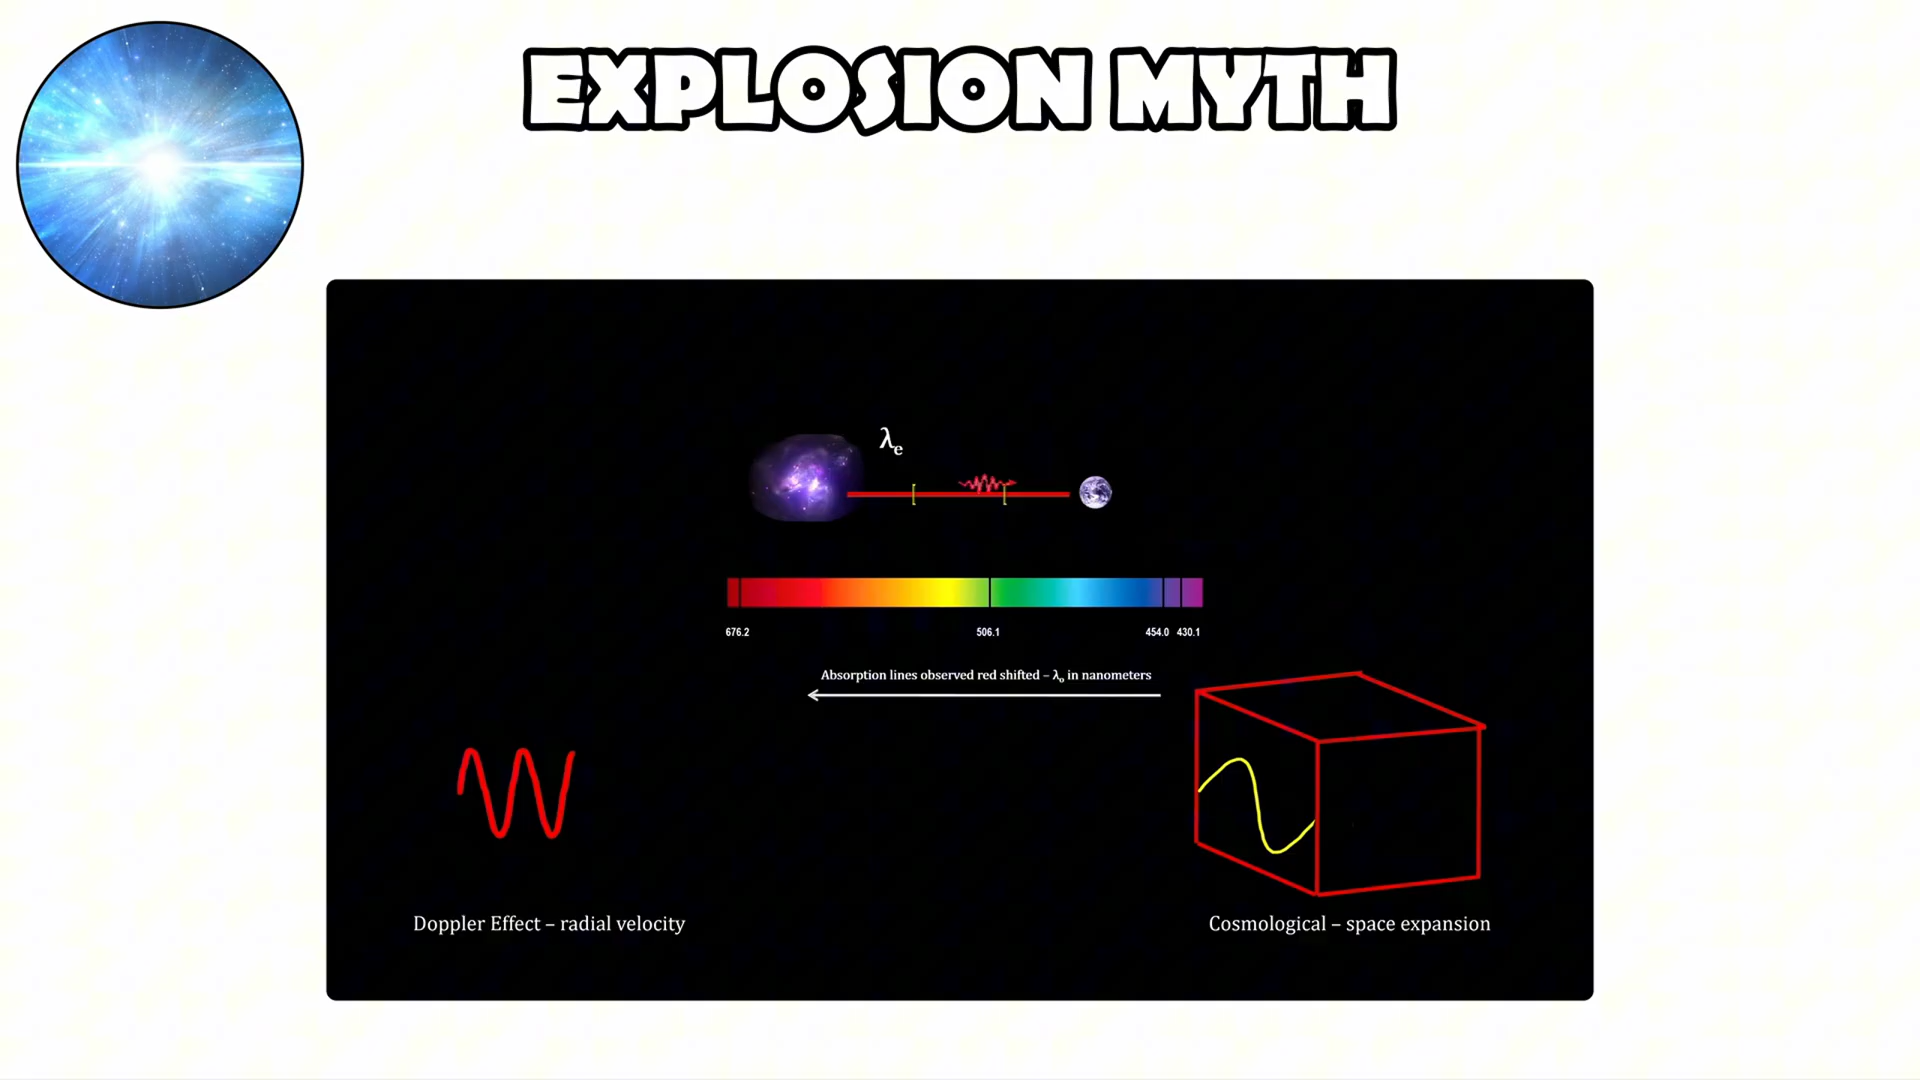 EXPLOSION MYTH
λe
676.2 506.1 454.0 430.1
Absorption lines observed red shifted – λo in nanometers
Doppler Effect – radial velocity
Cosmological – space expansion